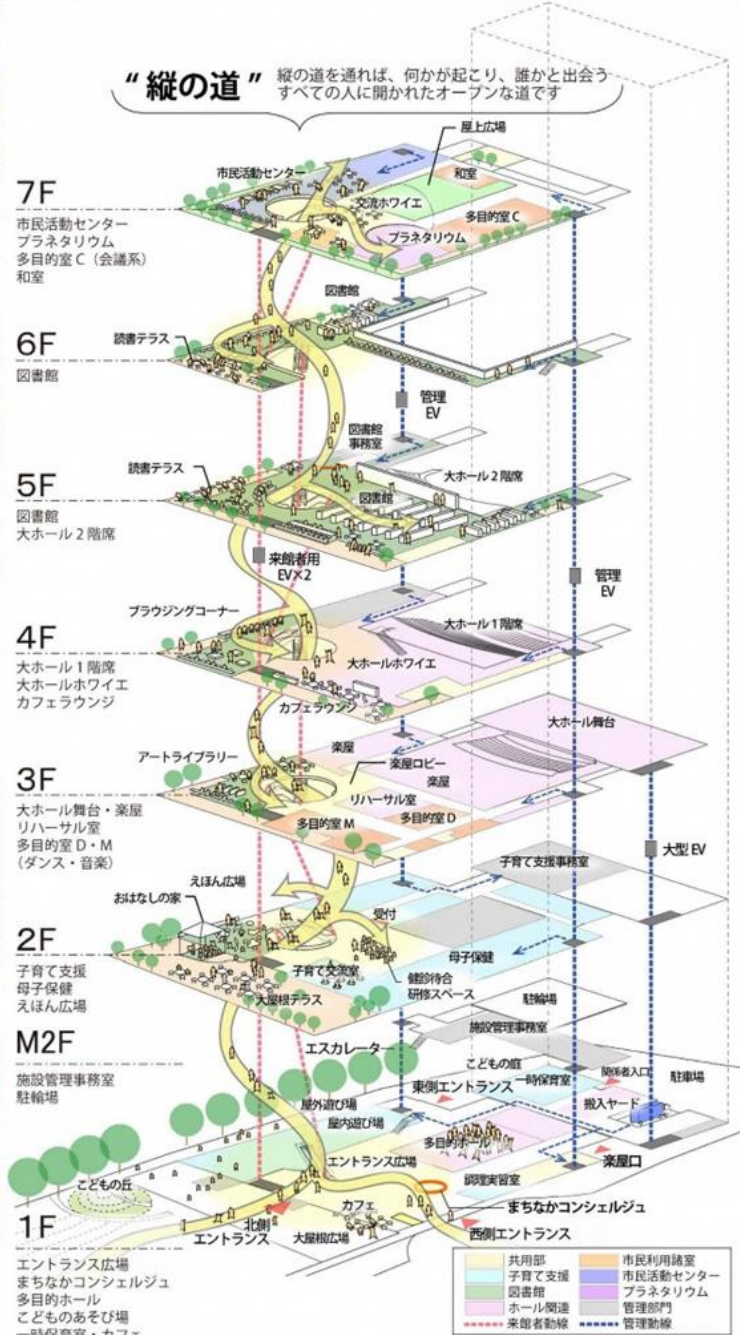 “縦の道”
縦の道を通れば、何かが起こり、誰かと出会う
すべての人に開かれたオープンな道です
屋上広場
市民活動センター
和室
7F
交流ホワイエ
多目的室C
プラネタリウム
市民活動センター
プラネタリウム
多目的室C（会議系）
和室
図書館
読書テラス
6F
図書館
管理
EV
図書館
事務室
読書テラス
大ホール2階席
5F
図書館
図書館
大ホール2階席
来館者用
EV×2
管理
EV
ブラウジングコーナー
大ホール1階席
4F
大ホールホワイエ
大ホール1階席
大ホールホワイエ
カフェラウンジ
カフェラウンジ
大ホール舞台
楽屋
アートライブラリー
楽屋ロビー
楽屋
3F
リハーサル室
多目的室M
多目的室D
大ホール舞台・楽屋
リハーサル室
多目的室D・M
（ダンス・音楽）
大型EV
子育て支援事務室
えほん広場
おはなしの家
受付
2F
母子保健
子育て交流室
健診待合
研修スペース
子育て支援
母子保健
えほん広場
大屋根テラス
駐輪場
施設管理事務室
M2F
エスカレーター
施設管理事務室
駐輪場
こどもの庭
一時保育室
関係者入口
駐車場
東側エントランス
搬入ヤード
屋外遊び場
屋内遊び場
多目的ホール
エントランス広場
楽屋口
調理実習室
こどもの丘
カフェ
まちなかコンシェルジュ
1F
北側
エントランス
大屋根広場
西側エントランス
エントランス広場
まちなかコンシェルジュ
多目的ホール
こどものあそび場
一時保育室・カフェ
共用部
市民利用諸室
子育て支援
市民活動センター
図書館
プラネタリウム
ホール関連
管理部門
来館者動線
管理動線